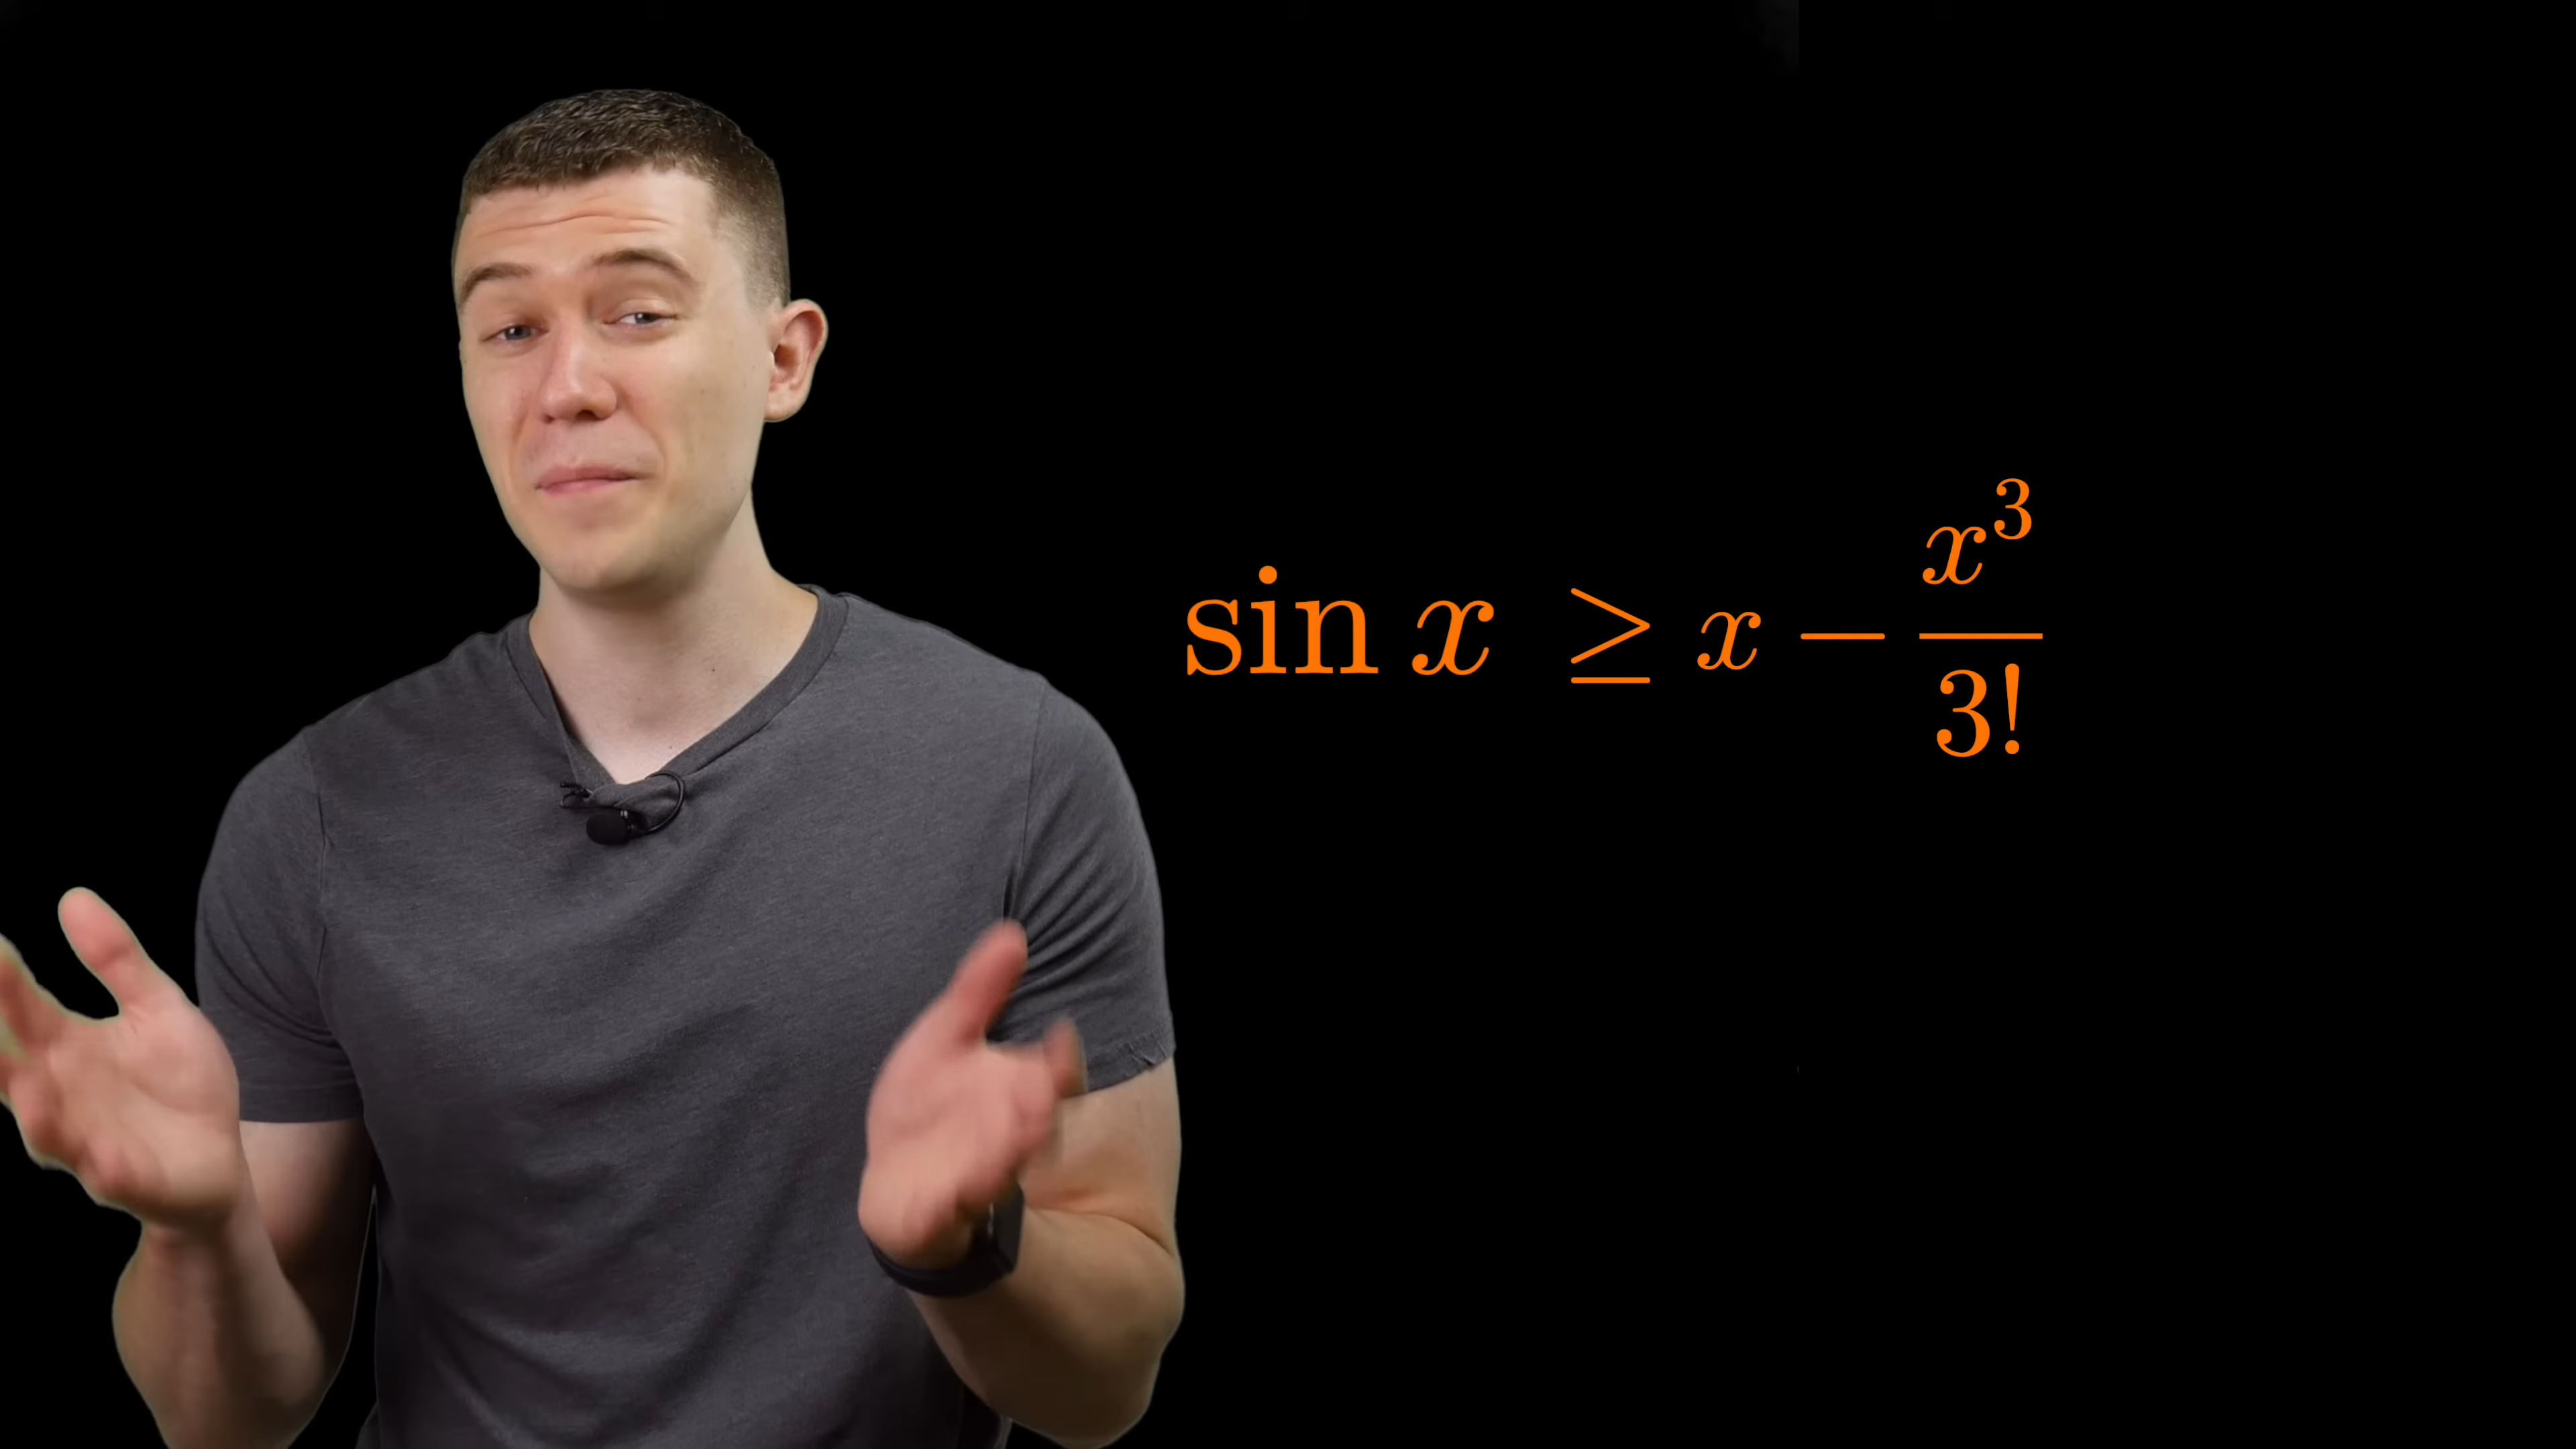 sin x ≥ x − x³/3!